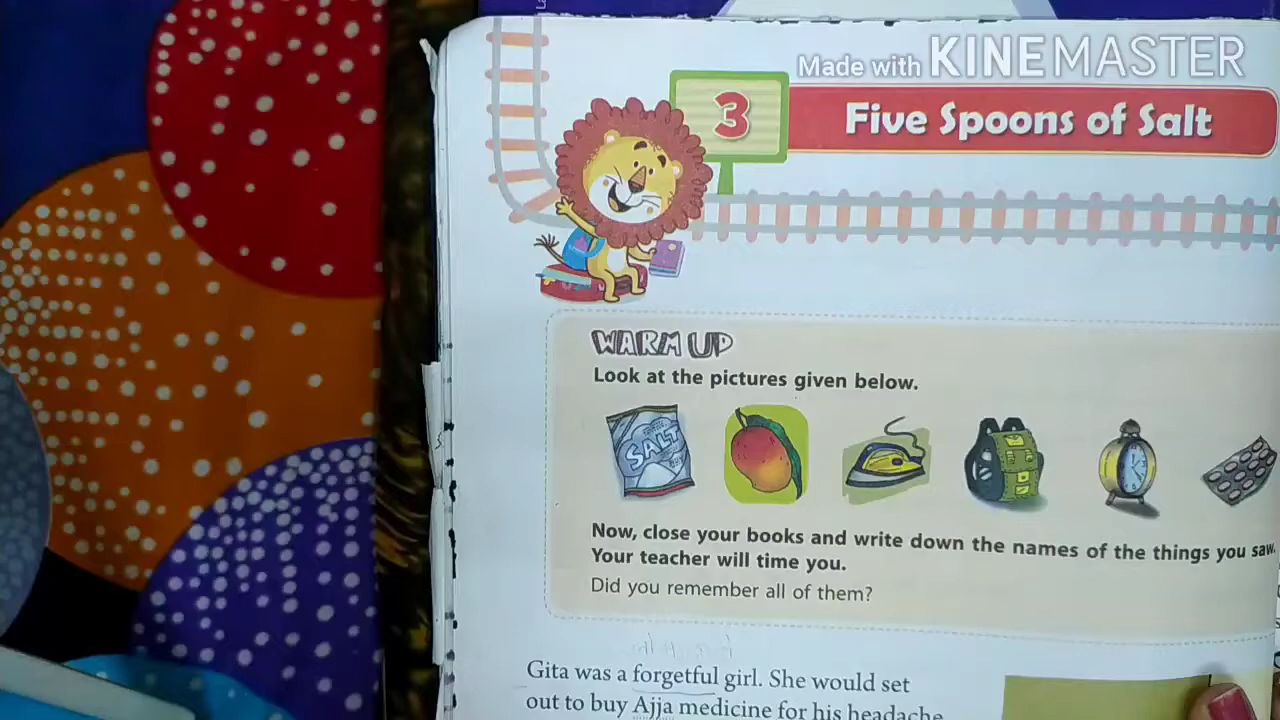 Made with KINEMASTER
3
Five Spoons of Salt
WARM UP
Look at the pictures given below.
SALT
Now, close your books and write down the names of the things you saw.
Your teacher will time you.
Did you remember all of them?
Gita was a forgetful girl. She would set
out to buy Ajja medicine for his headache